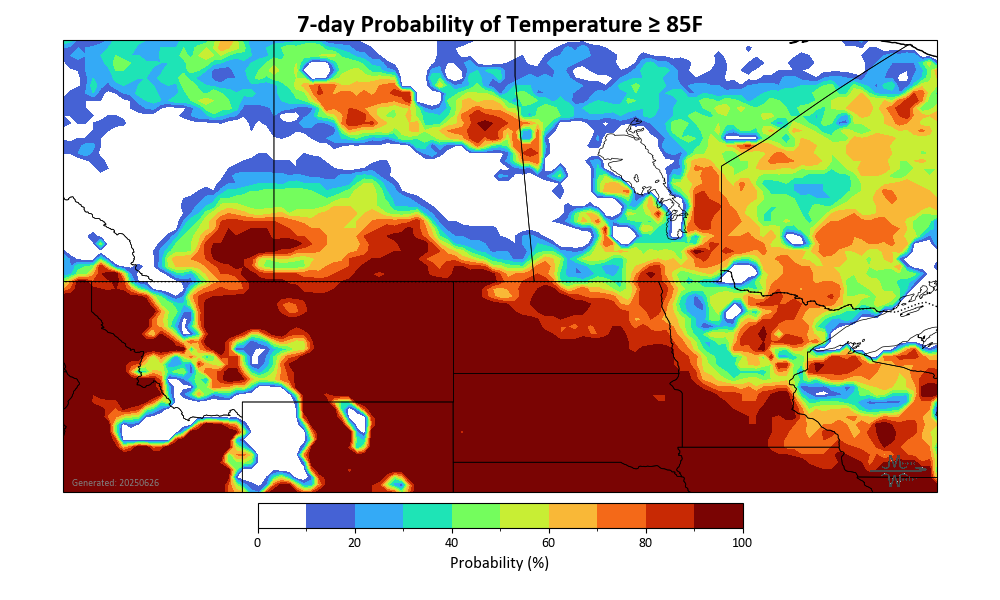 7-day Probability of Temperature ≥ 85F
Generated: 20250626
0 20 40 60 80 100
Probability (%)